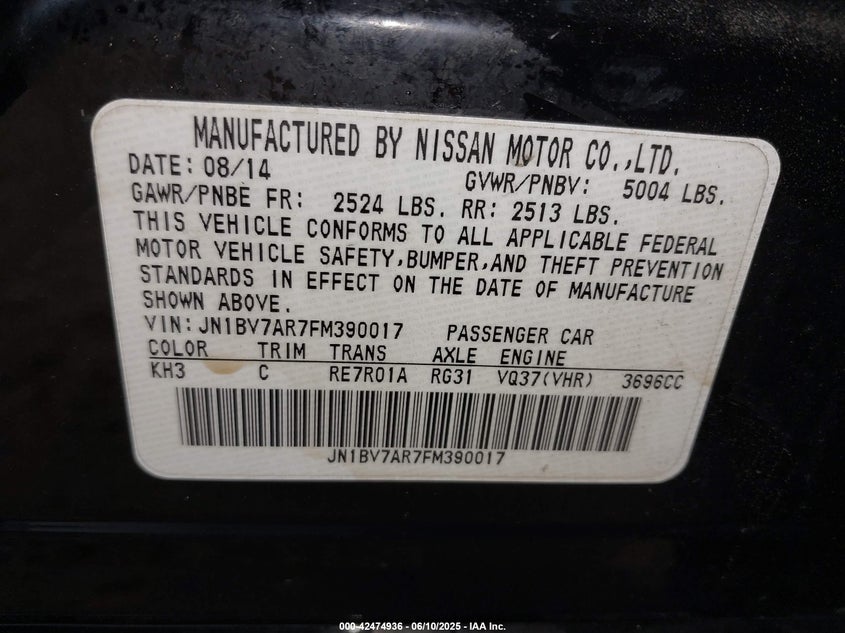 MANUFACTURED BY NISSAN MOTOR CO.,LTD.
DATE: 08/14 GVWR/PNBV: 5004 LBS.
GAWR/PNBE FR: 2524 LBS. RR: 2513 LBS.
THIS VEHICLE CONFORMS TO ALL APPLICABLE FEDERAL
MOTOR VEHICLE SAFETY,BUMPER,AND THEFT PREVENTION
STANDARDS IN EFFECT ON THE DATE OF MANUFACTURE
SHOWN ABOVE.
VIN: JN1BV7AR7FM390017 PASSENGER CAR
COLOR TRIM TRANS AXLE ENGINE
KH3 C RE7R01A RG31 VQ37(VHR) 3696CC
JN1BV7AR7FM390017
000-42474936 - 06/10/2025 - IAA Inc.